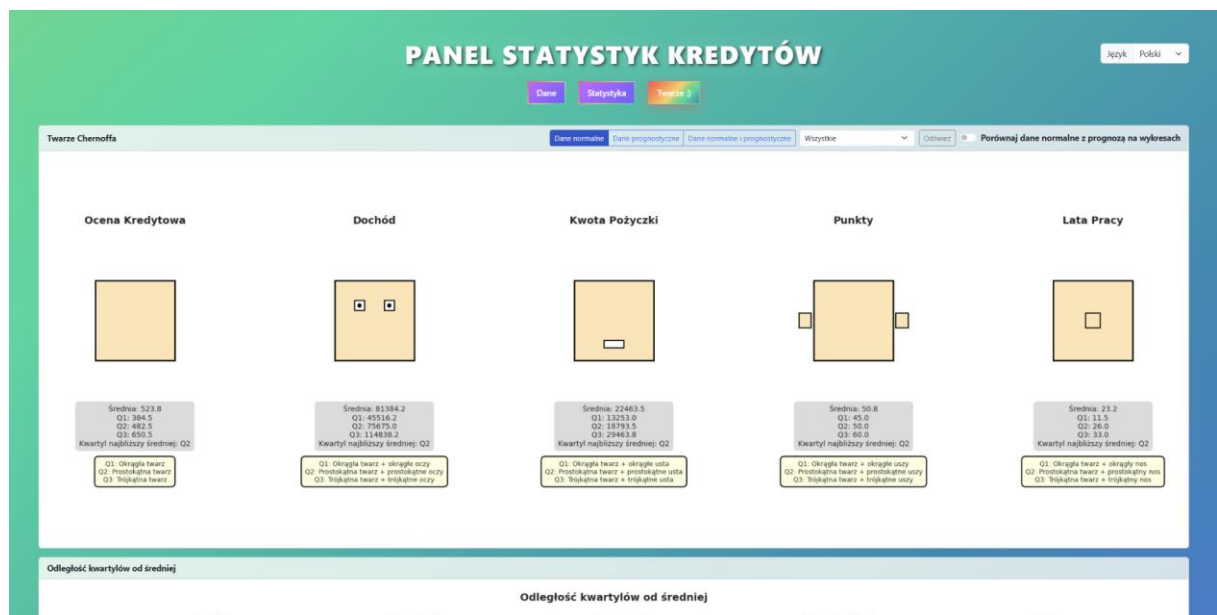 PANEL STATYSTYK KREDYTÓW
Język Polski
Dane Statystyka Twarze :)
Twarze Chernoffa
Dane normalne Dane prognostyczne Dane normalne i prognostyczne Wszystkie Odśwież Porównaj dane normalne z prognozą na wykresach
Ocena Kredytowa
Średnia: 523.8
Q1: 384.5
Q2: 482.5
Q3: 650.5
Kwartyl najbliższy średniej: Q2
Q1: Okrągła twarz
Q2: Prostokątna twarz
Q3: Trójkątna twarz
Dochód
Średnia: 81384.2
Q1: 45516.2
Q2: 75675.0
Q3: 114838.2
Kwartyl najbliższy średniej: Q2
Q1: Okrągła twarz + okrągłe oczy
Q2: Prostokątna twarz + prostokątne oczy
Q3: Trójkątna twarz + trójkątne oczy
Kwota Pożyczki
Średnia: 22463.5
Q1: 13253.0
Q2: 18793.5
Q3: 29463.8
Kwartyl najbliższy średniej: Q2
Q1: Okrągła twarz + okrągłe usta
Q2: Prostokątna twarz + prostokątne usta
Q3: Trójkątna twarz + trójkątne usta
Punkty
Średnia: 50.8
Q1: 45.0
Q2: 50.0
Q3: 60.0
Kwartyl najbliższy średniej: Q2
Q1: Okrągła twarz + okrągłe uszy
Q2: Prostokątna twarz + prostokątne uszy
Q3: Trójkątna twarz + trójkątne uszy
Lata Pracy
Średnia: 23.2
Q1: 11.5
Q2: 26.0
Q3: 33.0
Kwartyl najbliższy średniej: Q2
Q1: Okrągła twarz + okrągły nos
Q2: Prostokątna twarz + prostokątny nos
Q3: Trójkątna twarz + trójkątny nos
Odległość kwartylów od średniej
Odległość kwartylów od średniej